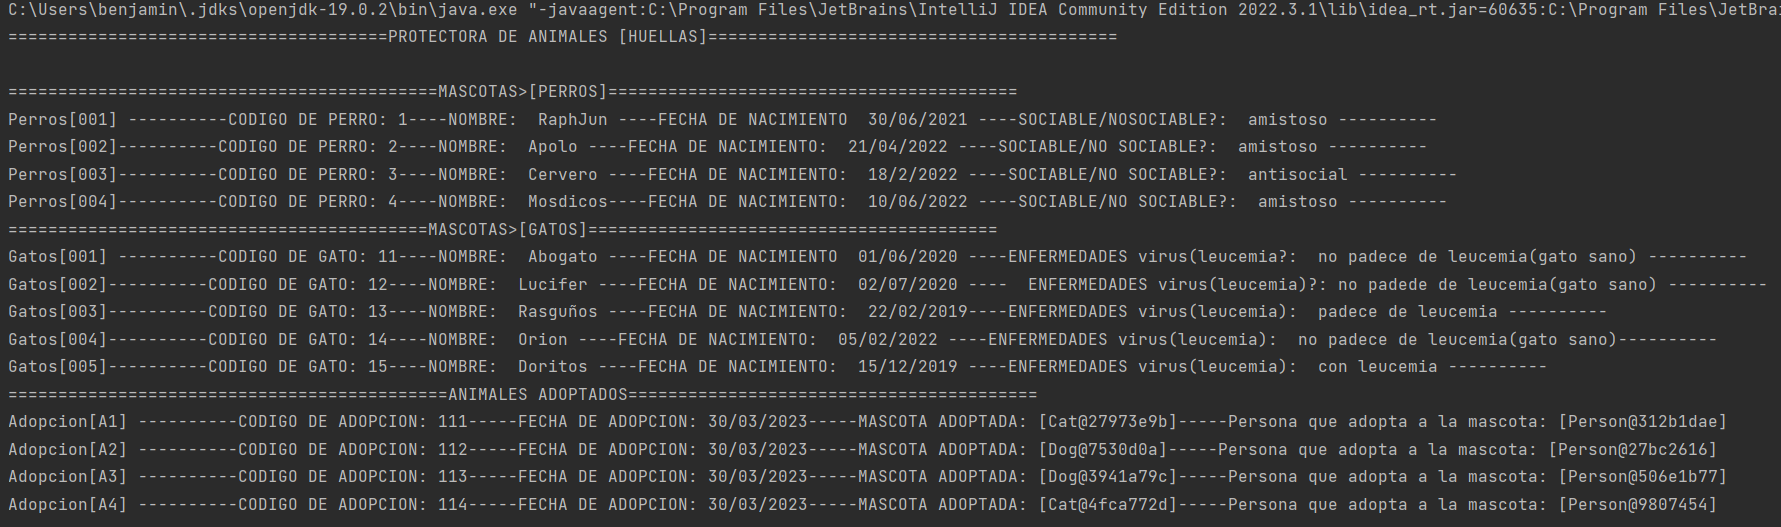 C:\Users\benjamin\.jdks\openjdk-19.0.2\bin\java.exe "-javaagent:C:\Program Files\JetBrains\IntelliJ IDEA Community Edition 2022.3.1\lib\idea_rt.jar=60635:C:\Program Files\JetBra
======================================PROTECTORA DE ANIMALES [HUELLAS]=========================================
===========================================MASCOTAS>[PERROS]=========================================
Perros[001] ----------CODIGO DE PERRO: 1----NOMBRE:  RaphJun ----FECHA DE NACIMIENTO  30/06/2021 ----SOCIABLE/NOSOCIABLE?:  amistoso ----------
Perros[002]----------CODIGO DE PERRO: 2----NOMBRE:  Apolo ----FECHA DE NACIMIENTO:  21/04/2022 ----SOCIABLE/NO SOCIABLE?:  amistoso ----------
Perros[003]----------CODIGO DE PERRO: 3----NOMBRE:  Cervero ----FECHA DE NACIMIENTO:  18/2/2022 ----SOCIABLE/NO SOCIABLE?:  antisocial ----------
Perros[004]----------CODIGO DE PERRO: 4----NOMBRE:  Mosdicos----FECHA DE NACIMIENTO:  10/06/2022 ----SOCIABLE/NO SOCIABLE?:  amistoso ----------
==========================================MASCOTAS>[GATOS]=========================================
Gatos[001] ----------CODIGO DE GATO: 11----NOMBRE:  Abogato ----FECHA DE NACIMIENTO  01/06/2020 ----ENFERMEDADES virus(leucemia?:  no padece de leucemia(gato sano) ----------
Gatos[002]----------CODIGO DE GATO: 12----NOMBRE:  Lucifer ----FECHA DE NACIMIENTO:  02/07/2020 ----  ENFERMEDADES virus(leucemia)?: no padede de leucemia(gato sano) ----------
Gatos[003]----------CODIGO DE GATO: 13----NOMBRE:  Rasguños ----FECHA DE NACIMIENTO:  22/02/2019----ENFERMEDADES virus(leucemia):  padece de leucemia ----------
Gatos[004]----------CODIGO DE GATO: 14----NOMBRE:  Orion ----FECHA DE NACIMIENTO:  05/02/2022 ----ENFERMEDADES virus(leucemia):  no padece de leucemia(gato sano)----------
Gatos[005]----------CODIGO DE GATO: 15----NOMBRE:  Doritos ----FECHA DE NACIMIENTO:  15/12/2019 ----ENFERMEDADES virus(leucemia):  con leucemia ----------
============================================ANIMALES ADOPTADOS=========================================
Adopcion[A1] ----------CODIGO DE ADOPCION: 111-----FECHA DE ADOPCION: 30/03/2023-----MASCOTA ADOPTADA: [Cat@27973e9b]-----Persona que adopta a la mascota: [Person@312b1dae]
Adopcion[A2] ----------CODIGO DE ADOPCION: 112-----FECHA DE ADOPCION: 30/03/2023-----MASCOTA ADOPTADA: [Dog@7530d0a]-----Persona que adopta a la mascota: [Person@27bc2616]
Adopcion[A3] ----------CODIGO DE ADOPCION: 113-----FECHA DE ADOPCION: 30/03/2023-----MASCOTA ADOPTADA: [Dog@3941a79c]-----Persona que adopta a la mascota: [Person@506e1b77]
Adopcion[A4] ----------CODIGO DE ADOPCION: 114-----FECHA DE ADOPCION: 30/03/2023-----MASCOTA ADOPTADA: [Cat@4fca772d]-----Persona que adopta a la mascota: [Person@9807454]